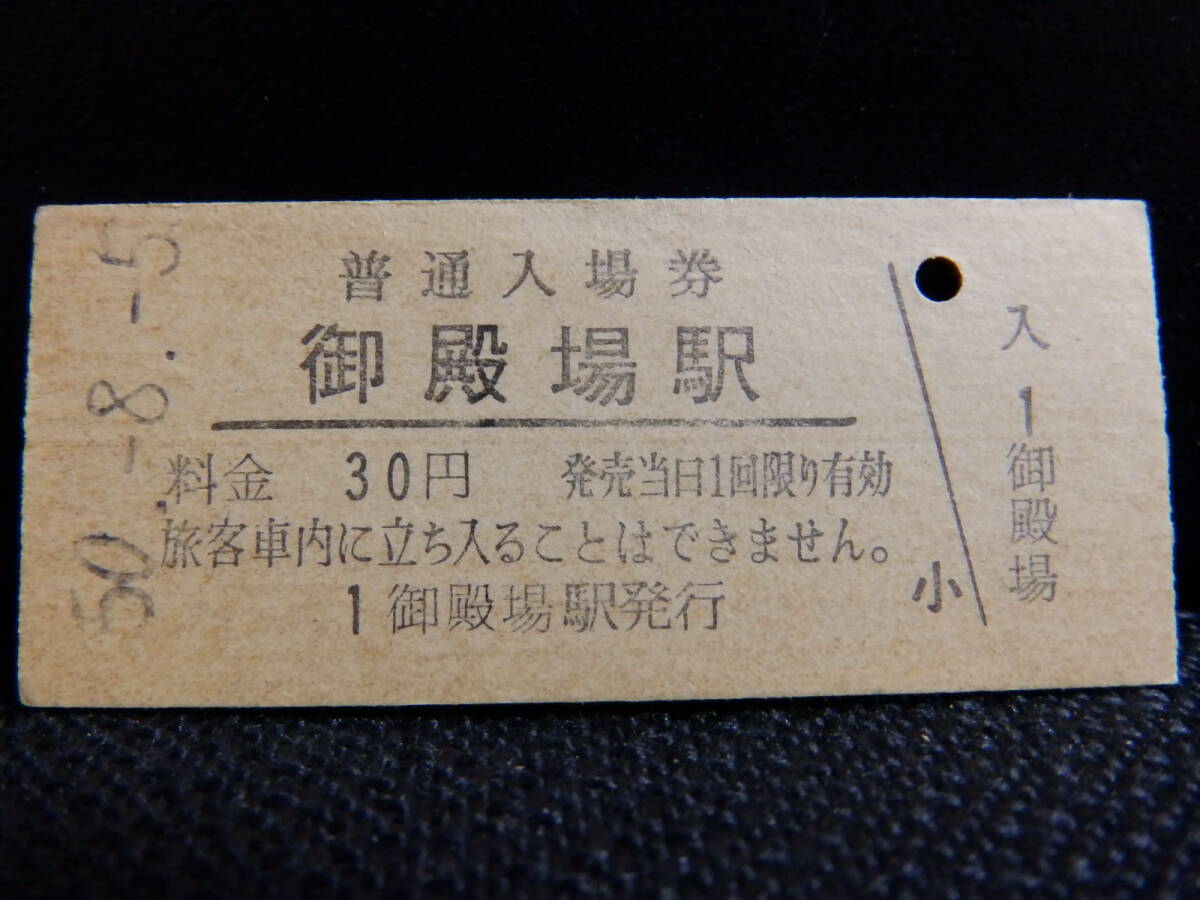 普通入場券
御殿場駅
料金 30円 発売当日1回限り有効
旅客車内に立ち入ることはできません。
1 御殿場駅発行
小
入
1
御殿場
50.-8.-5